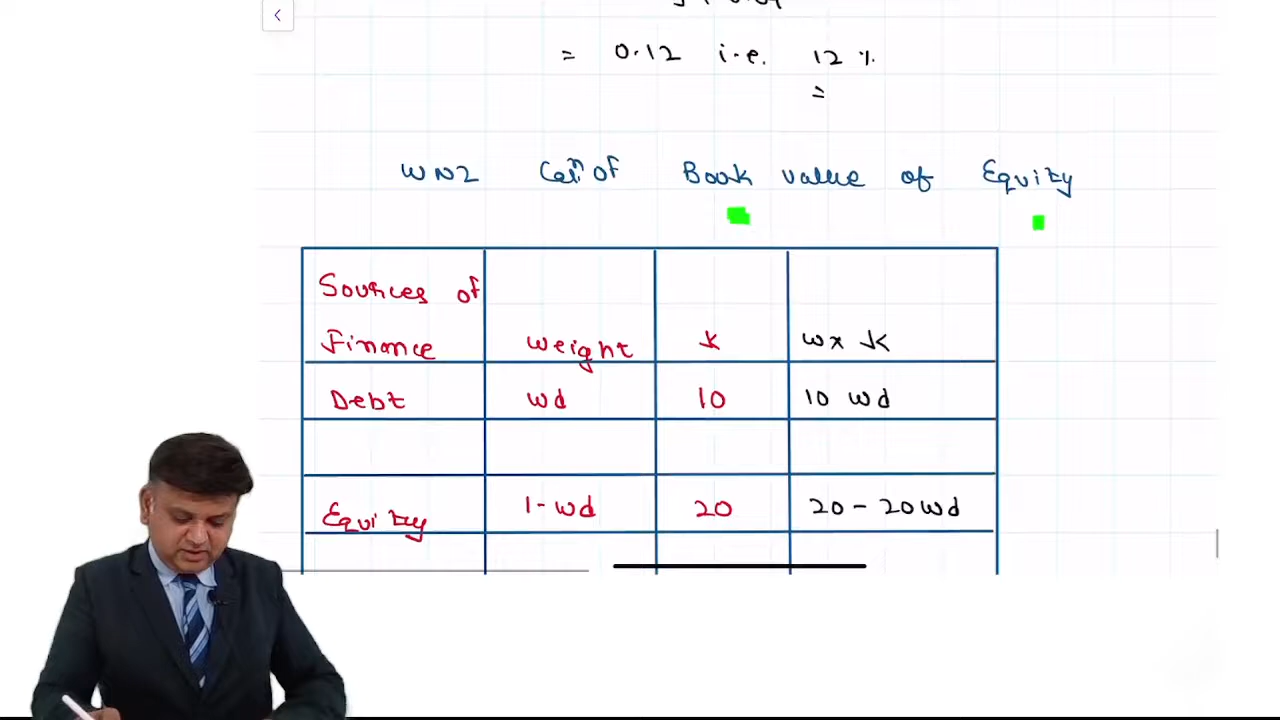 = 0.12 i.e. 12 %
=
WN2 Caln of Book value of Equity
Sources of Finance weight K W x K
Debt wd 10 10 wd
Equity 1-wd 20 20 - 20wd